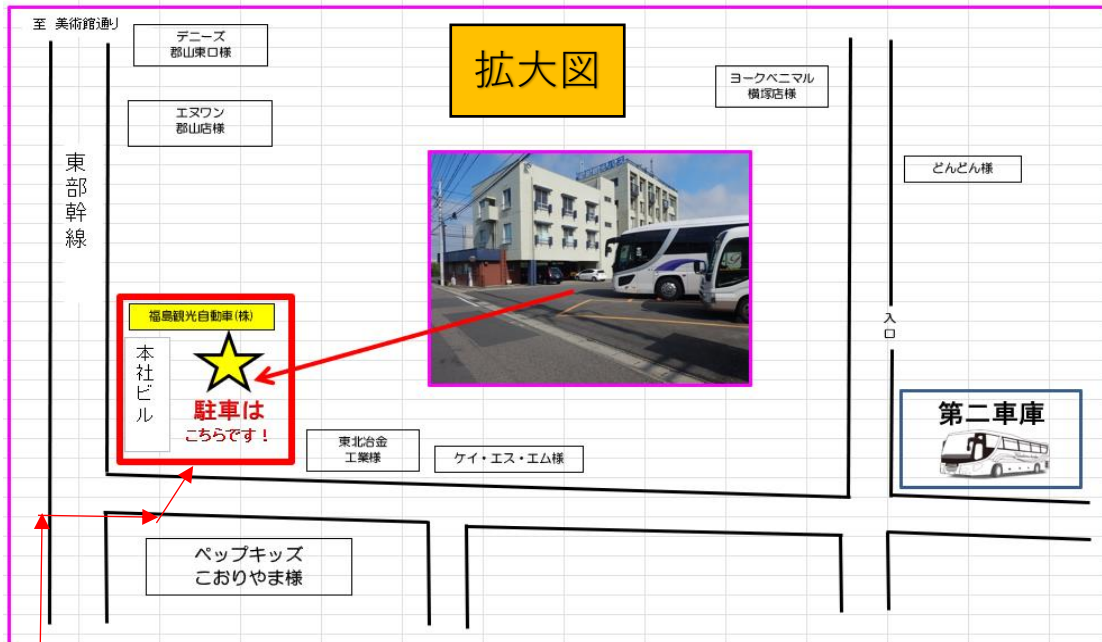 至 美術館通り
デニーズ
郡山東口様
拡大図
ヨークベニマル
横塚店様
エヌワン
郡山店様
東部幹線
どんどん様
福島観光自動車(株)
本社ビル
駐車は
こちらです！
入口
第二車庫
東北冶金
工業様
ケイ・エス・エム様
ペップキッズ
こおりやま様